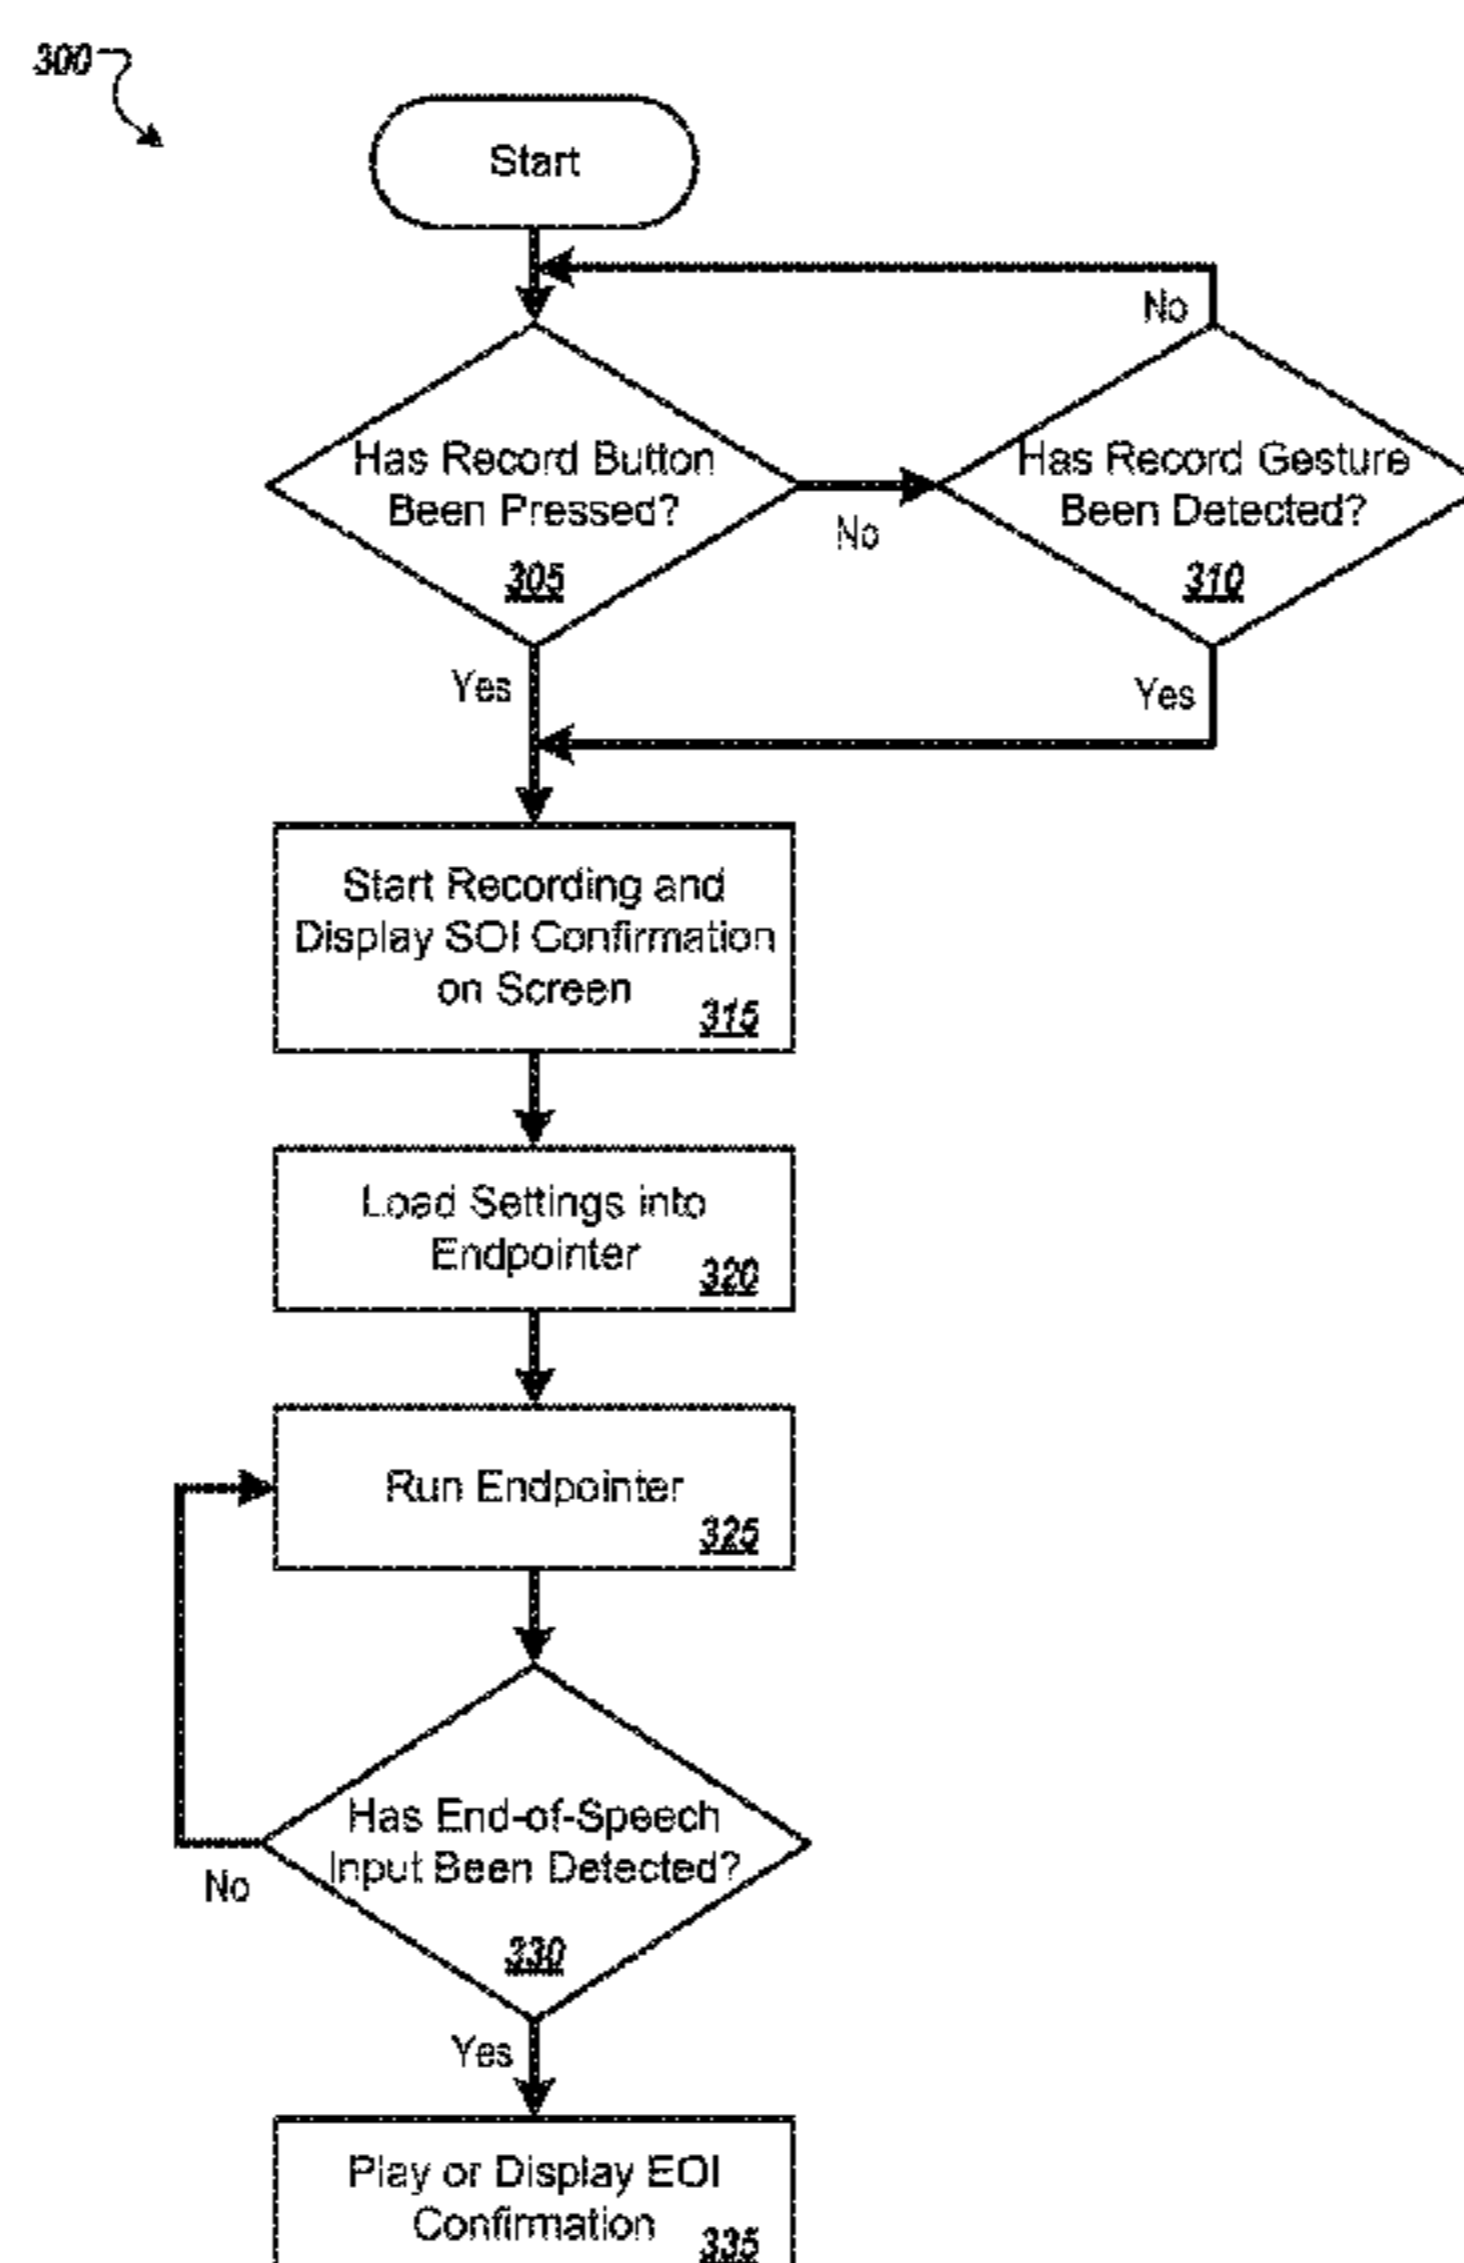 300
Start
No
Has Record Button
Been Pressed?
305
No
Has Record Gesture
Been Detected?
310
Yes
Yes
Start Recording and
Display SOI Confirmation
on Screen
315
Load Settings into
Endpointer
320
Run Endpointer
325
Has End-of-Speech
Input Been Detected?
330
No
Yes
Play or Display EOI
Confirmation
335